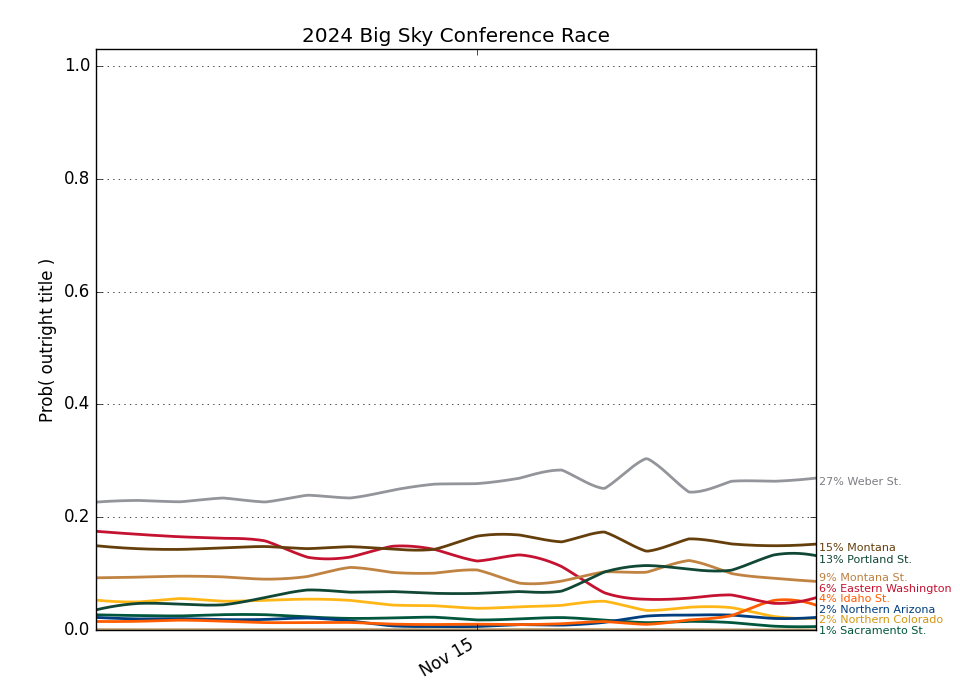 2024 Big Sky Conference Race
Prob( outright title )
1.0
0.8
0.6
0.4
0.2
0.0
Nov 15
27% Weber St.
15% Montana
13% Portland St.
9% Montana St.
6% Eastern Washington
4% Idaho St.
2% Northern Arizona
2% Northern Colorado
1% Sacramento St.